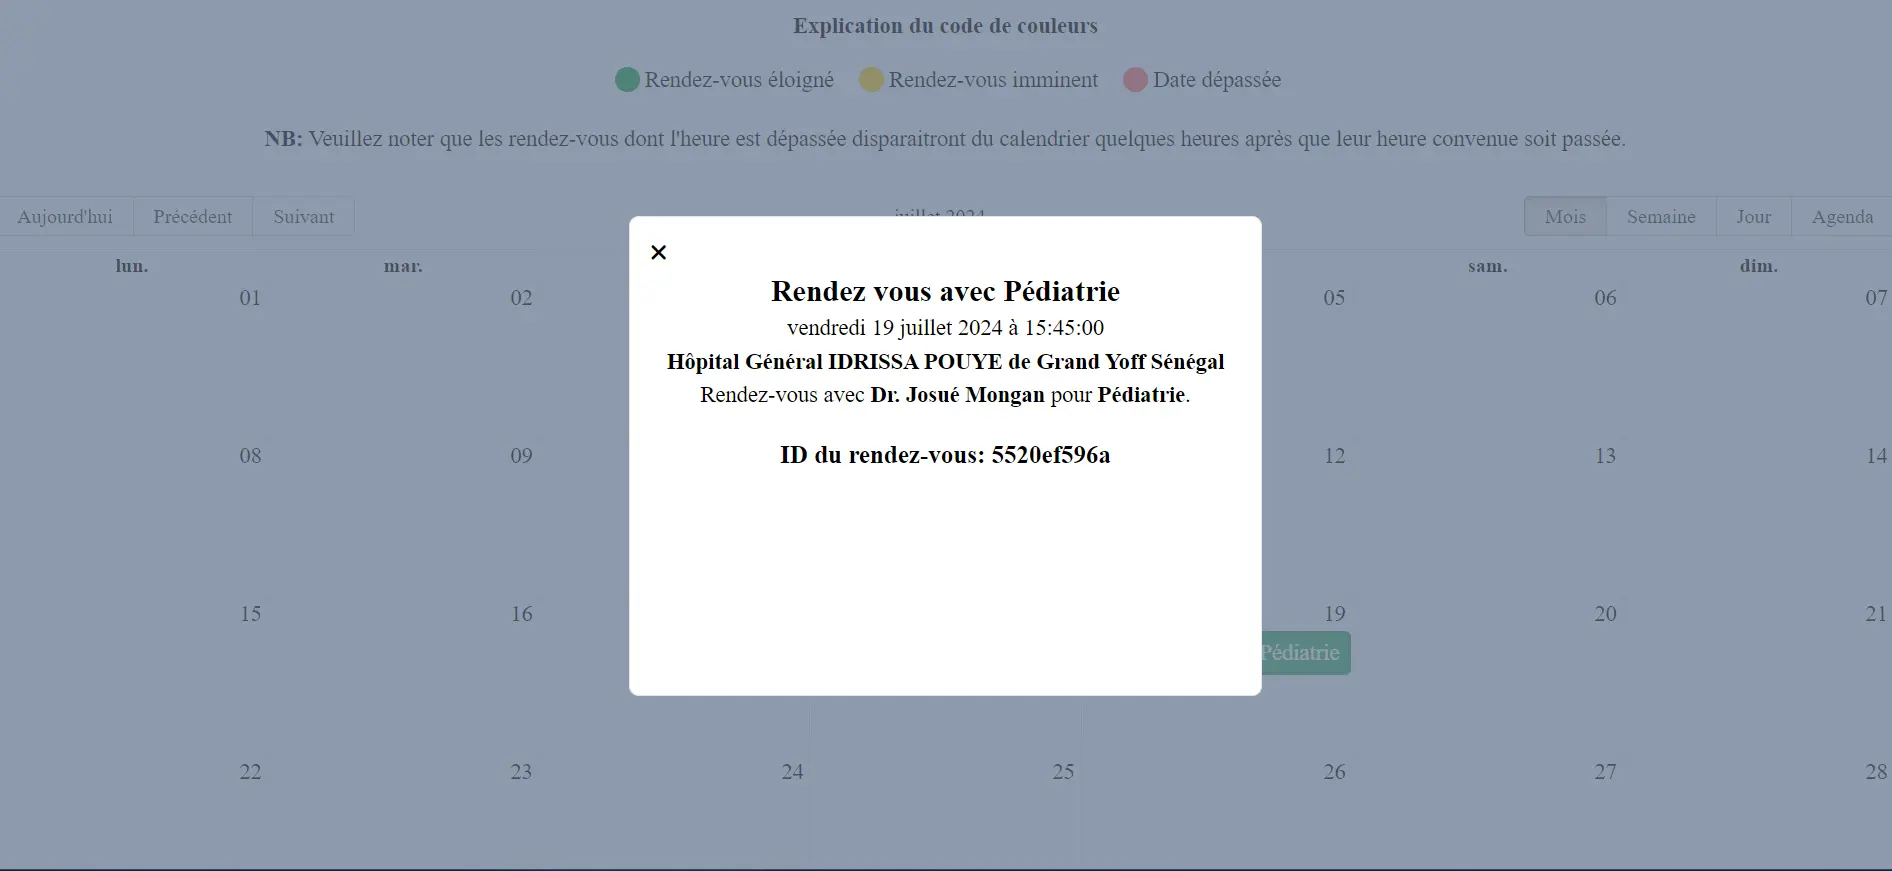 Explication du code de couleurs
Rendez-vous éloigné Rendez-vous imminent Date dépassée
NB: Veuillez noter que les rendez-vous dont l'heure est dépassée disparaitront du calendrier quelques heures après que leur heure convenue soit passée.
Aujourd'hui Précédent Suivant juillet 2024 Mois Semaine Jour Agenda
lun. mar. sam. dim.
01 02 05 06 07
×
Rendez vous avec Pédiatrie
vendredi 19 juillet 2024 à 15:45:00
Hôpital Général IDRISSA POUYE de Grand Yoff Sénégal
Rendez-vous avec Dr. Josué Mongan pour Pédiatrie.
ID du rendez-vous: 5520ef596a
08 09 12 13 14
15 16 19 20 21
Pédiatrie
22 23 24 25 26 27 28